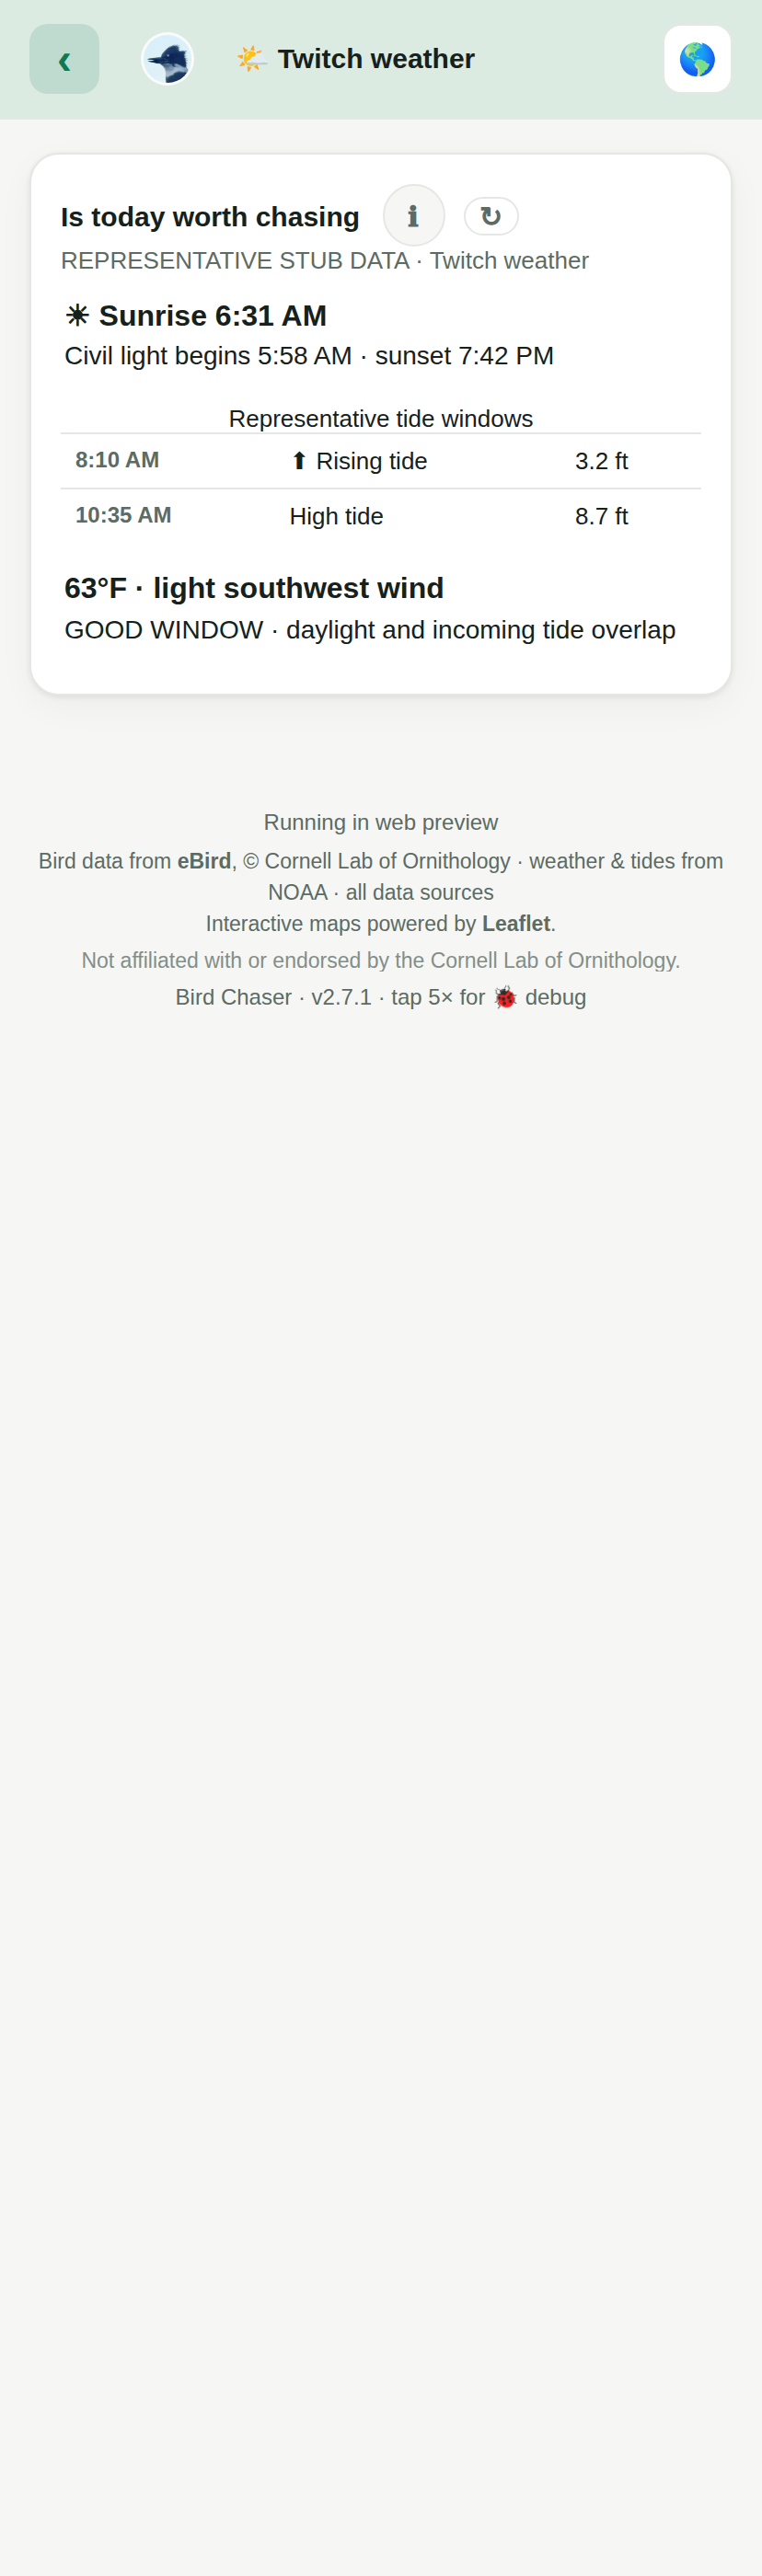 ‹ 🌤️ Twitch weather 🌎
Is today worth chasing ℹ ↻
REPRESENTATIVE STUB DATA · Twitch weather
☀ Sunrise 6:31 AM
Civil light begins 5:58 AM · sunset 7:42 PM
Representative tide windows
8:10 AM ⬆ Rising tide 3.2 ft
10:35 AM High tide 8.7 ft
63°F · light southwest wind
GOOD WINDOW · daylight and incoming tide overlap
Running in web preview
Bird data from eBird, © Cornell Lab of Ornithology · weather & tides from
NOAA · all data sources
Interactive maps powered by Leaflet.
Not affiliated with or endorsed by the Cornell Lab of Ornithology.
Bird Chaser · v2.7.1 · tap 5× for 🐞 debug